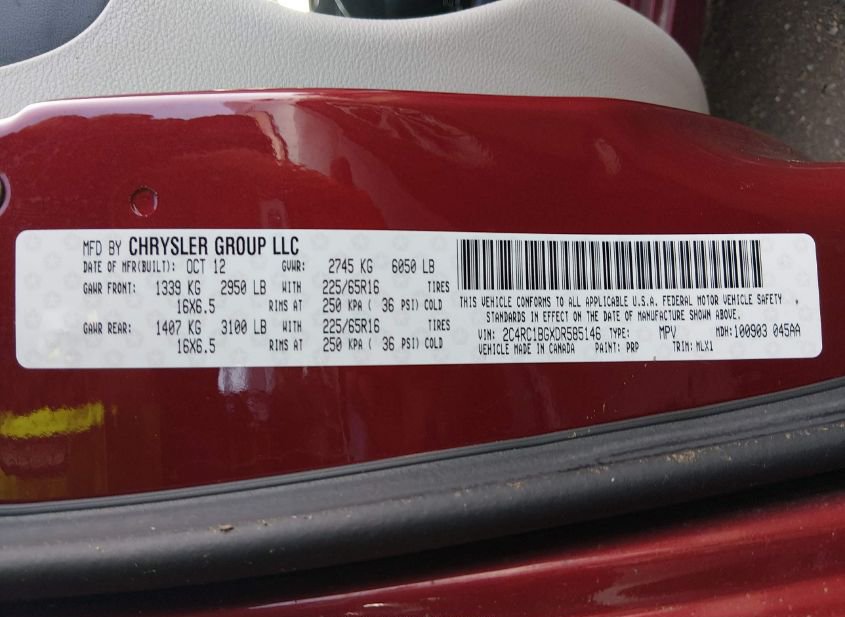 MFD BY CHRYSLER GROUP LLC
DATE OF MFR(BUILT): OCT 12 GVWR: 2745 KG 6050 LB
GAWR FRONT: 1339 KG 2950 LB WITH 225/65R16 TIRES
16X6.5 RIMS AT 250 KPA ( 36 PSI) COLD
GAWR REAR: 1407 KG 3100 LB WITH 225/65R16 TIRES
16X6.5 RIMS AT 250 KPA ( 36 PSI) COLD
THIS VEHICLE CONFORMS TO ALL APPLICABLE U.S.A. FEDERAL MOTOR VEHICLE SAFETY
STANDARDS IN EFFECT ON THE DATE OF MANUFACTURE SHOWN ABOVE.
VIN: 2C4RC1BGXDR585146 TYPE: MPV MDH:100903 045AA
VEHICLE MADE IN CANADA PAINT: PRP TRIM: MLX1